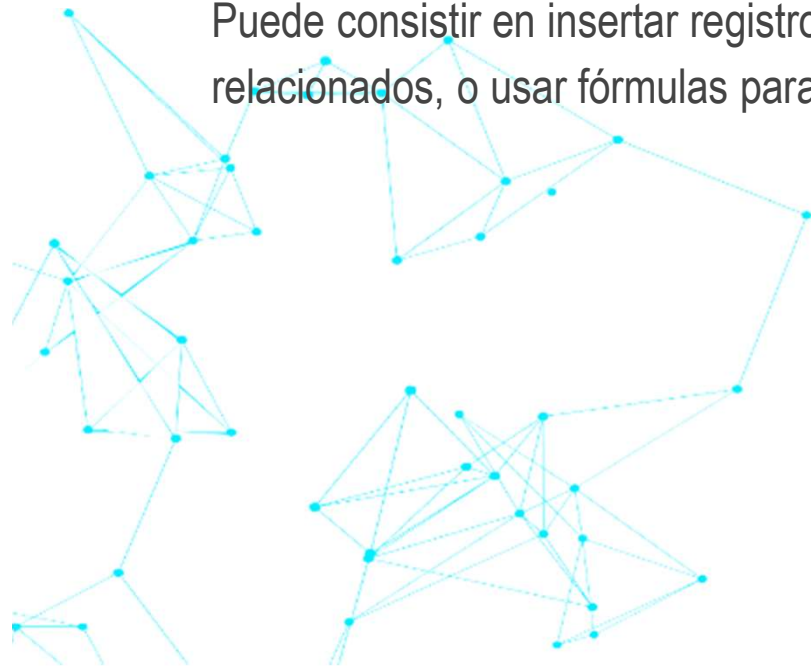 Puede consistir en insertar registro
relacionados, o usar fórmulas para